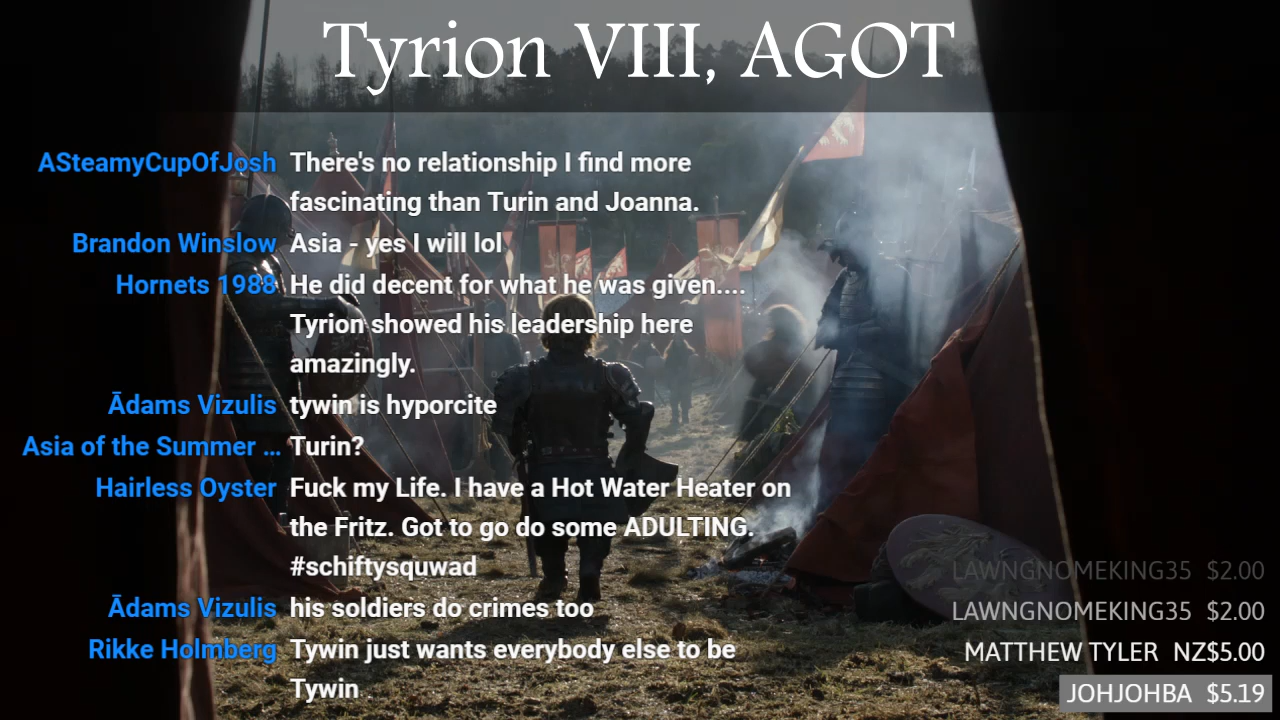 Tyrion VIII, AGOT
ASteamyCupOfJosh There's no relationship I find more
fascinating than Turin and Joanna.
Brandon Winslow Asia - yes I will lol
Hornets 1988 He did decent for what he was given....
Tyrion showed his leadership here
amazingly.
Ādams Vizulis tywin is hyporcite
Asia of the Summer ... Turin?
Hairless Oyster Fuck my Life. I have a Hot Water Heater on
the Fritz. Got to go do some ADULTING.
#schiftysquwad
Ādams Vizulis his soldiers do crimes too
Rikke Holmberg Tywin just wants everybody else to be
Tywin
LAWNGNOMEKING35 $2.00
LAWNGNOMEKING35 $2.00
MATTHEW TYLER NZ$5.00
JOHJOHBA $5.19